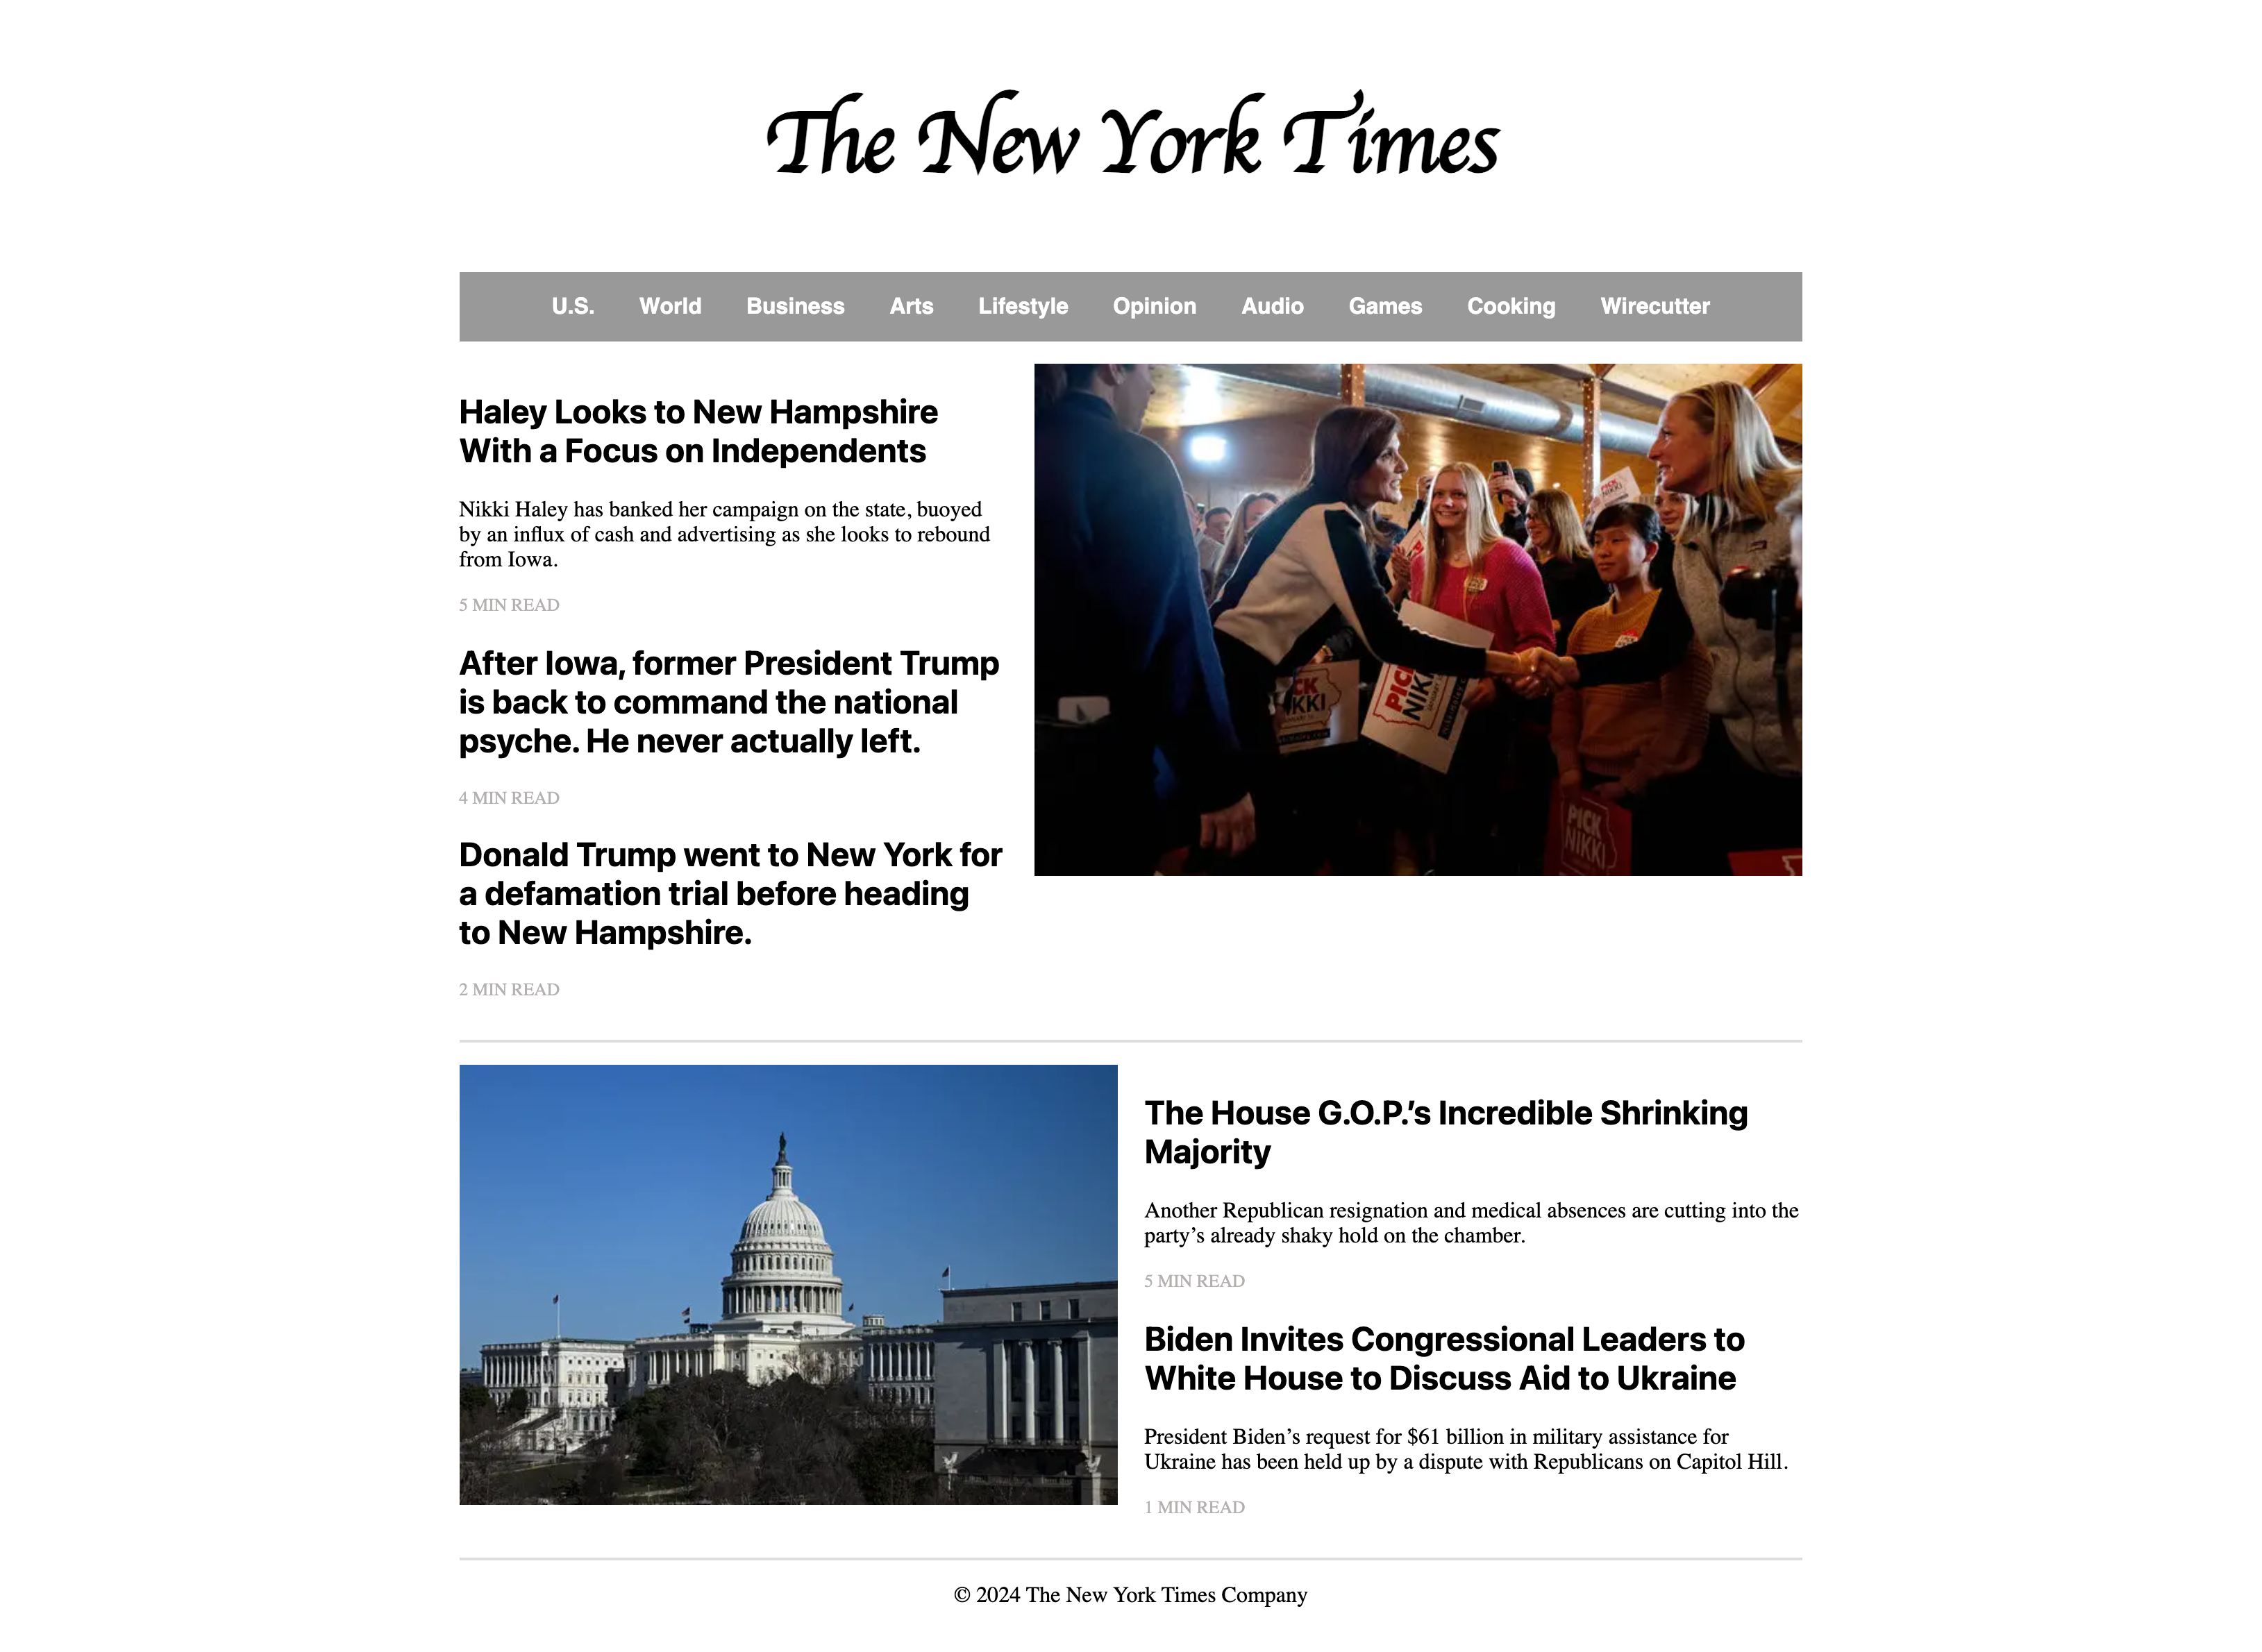 The New York Times
U.S. World Business Arts Lifestyle Opinion Audio Games Cooking Wirecutter
Haley Looks to New Hampshire
With a Focus on Independents
Nikki Haley has banked her campaign on the state, buoyed
by an influx of cash and advertising as she looks to rebound
from Iowa.
5 MIN READ
After Iowa, former President Trump
is back to command the national
psyche. He never actually left.
4 MIN READ
Donald Trump went to New York for
a defamation trial before heading
to New Hampshire.
2 MIN READ
PICK
NIKKI
PICK
NIKKI
The House G.O.P.’s Incredible Shrinking
Majority
Another Republican resignation and medical absences are cutting into the
party’s already shaky hold on the chamber.
5 MIN READ
Biden Invites Congressional Leaders to
White House to Discuss Aid to Ukraine
President Biden’s request for $61 billion in military assistance for
Ukraine has been held up by a dispute with Republicans on Capitol Hill.
1 MIN READ
© 2024 The New York Times Company